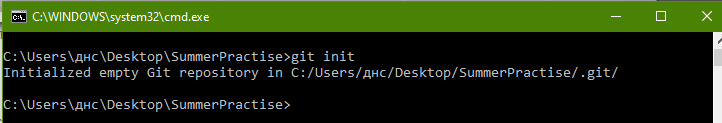 C:\WINDOWS\system32\cmd.exe
C:\Users\днс\Desktop\SummerPractise>git init
Initialized empty Git repository in C:/Users/днс/Desktop/SummerPractise/.git/
C:\Users\днс\Desktop\SummerPractise>